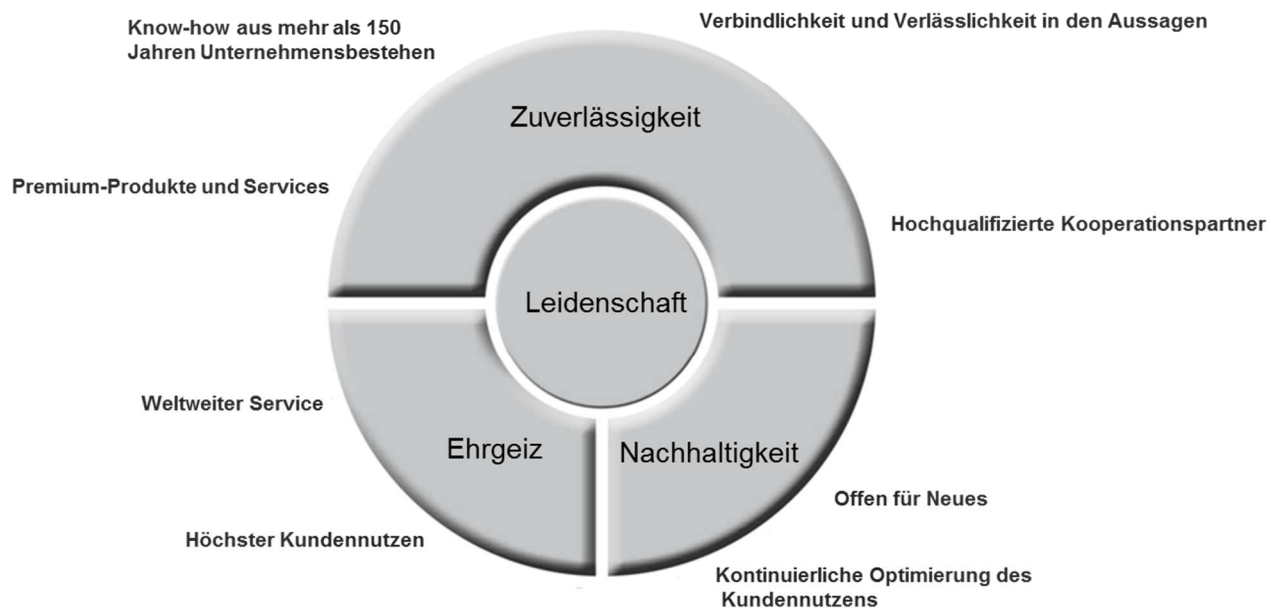 Verbindlichkeit und Verlässlichkeit in den Aussagen
Know-how aus mehr als 150
Jahren Unternehmensbestehen
Zuverlässigkeit
Premium-Produkte und Services
Hochqualifizierte Kooperationspartner
Leidenschaft
Weltweiter Service
Ehrgeiz
Nachhaltigkeit
Offen für Neues
Höchster Kundennutzen
Kontinuierliche Optimierung des
Kundennutzens